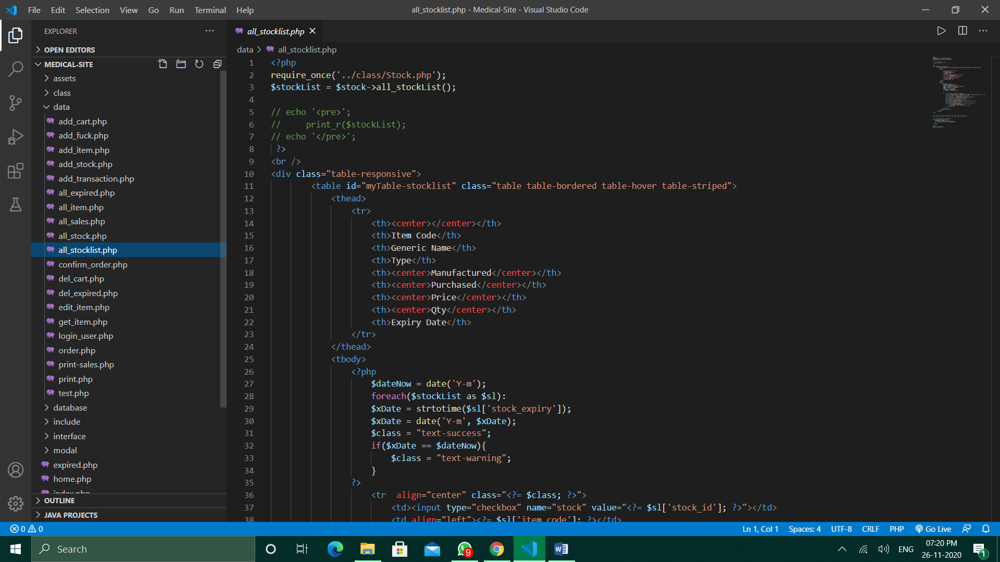 File Edit Selection View Go Run Terminal Help
all_stocklist.php - Medical-Site - Visual Studio Code
EXPLORER
OPEN EDITORS
MEDICAL-SITE
assets
class
data
add_cart.php
add_fuck.php
add_item.php
add_stock.php
add_transaction.php
all_expired.php
all_item.php
all_sales.php
all_stock.php
all_stocklist.php
confirm_order.php
del_cart.php
del_expired.php
edit_item.php
get_item.php
login_user.php
order.php
print-sales.php
print.php
test.php
database
include
interface
modal
expired.php
home.php
index.php
OUTLINE
JAVA PROJECTS
all_stocklist.php
data > all_stocklist.php
1 <?php
2 require_once('../class/Stock.php');
3 $stockList = $stock->all_stockList();
4
5 // echo '<pre>';
6 //     print_r($stockList);
7 // echo '</pre>';
8  ?>
9 <br />
10 <div class="table-responsive">
11         <table id="myTable-stocklist" class="table table-bordered table-hover table-striped">
12             <thead>
13                 <tr>
14                     <th><center></center></th>
15                     <th>Item Code</th>
16                     <th>Generic Name</th>
17                     <th>Type</th>
18                     <th><center>Manufactured</center></th>
19                     <th><center>Purchased</center></th>
20                     <th><center>Price</center></th>
21                     <th><center>Qty</center></th>
22                     <th>Expiry Date</th>
23                 </tr>
24             </thead>
25             <tbody>
26                 <?php
27                     $dateNow = date('Y-m');
28                     foreach($stockList as $sl):
29                     $xDate = strtotime($sl['stock_expiry']);
30                     $xDate = date('Y-m', $xDate);
31                     $class = "text-success";
32                     if($xDate == $dateNow){
33                         $class = "text-warning";
34                     }
35                 ?>
36                     <tr  align="center" class="<?= $class; ?>">
37                         <td><input type="checkbox" name="stock" value="<?= $sl['stock_id']; ?>"></td>
38                         <td align="left"><?= $sl['item_code']; ?></td>
0 0
Ln 1, Col 1 Spaces: 4 UTF-8 CRLF PHP Go Live
Search
9
ENG
07:20 PM
26-11-2020
1